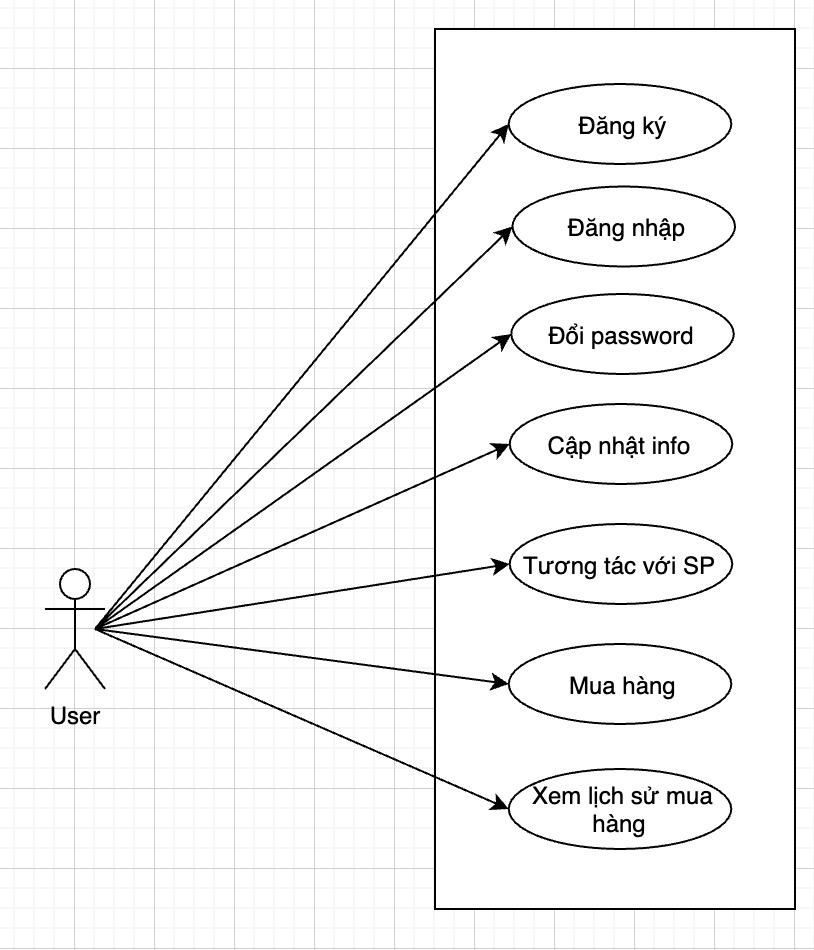 Đăng ký
Đăng nhập
Đổi password
Cập nhật info
Tương tác với SP
Mua hàng
Xem lịch sử mua
hàng
User